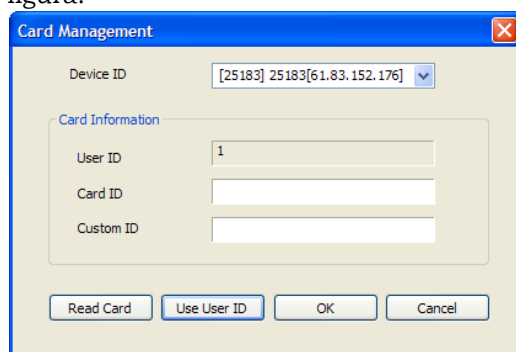 figura.
Card Management
Device ID [25183] 25183[61.83.152.176]
Card Information
User ID 1
Card ID
Custom ID
Read Card Use User ID OK Cancel